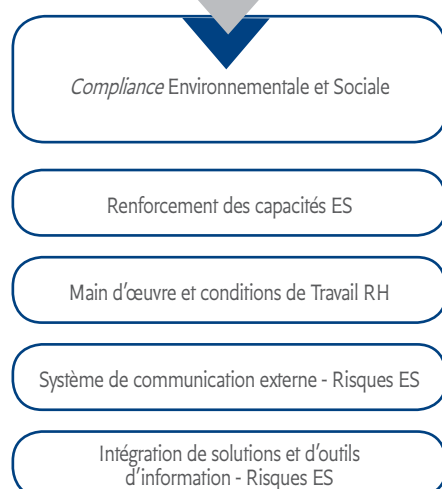 Compliance Environnementale et Sociale
Renforcement des capacités ES
Main d'œuvre et conditions de Travail RH
Système de communication externe - Risques ES
Intégration de solutions et d'outils
d'information - Risques ES